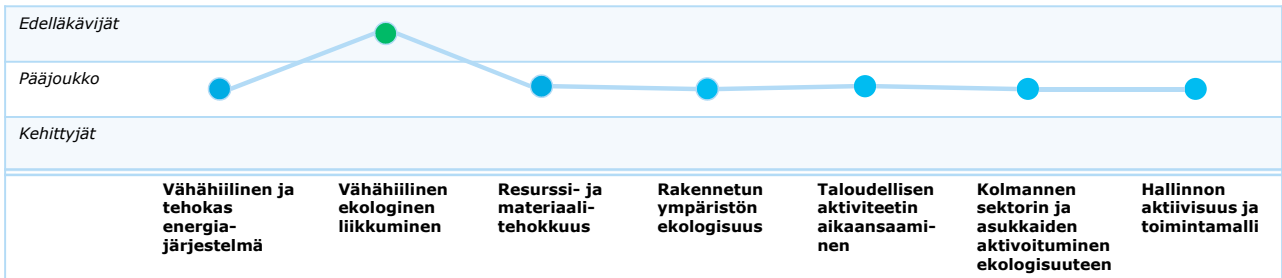 Edelläkävijät
Pääjoukko
Kehittyjät
Vähähiilinen ja
tehokas
energia-
järjestelmä
Vähähiilinen
ekologinen
liikkuminen
Resurssi- ja
materiaali-
tehokkuus
Rakennetun
ympäristön
ekologisuus
Taloudellisen
aktiviteetin
aikaansaami-
nen
Kolmannen
sektorin ja
asukkaiden
aktivoituminen
ekologisuuteen
Hallinnon
aktiivisuus ja
toimintamalli